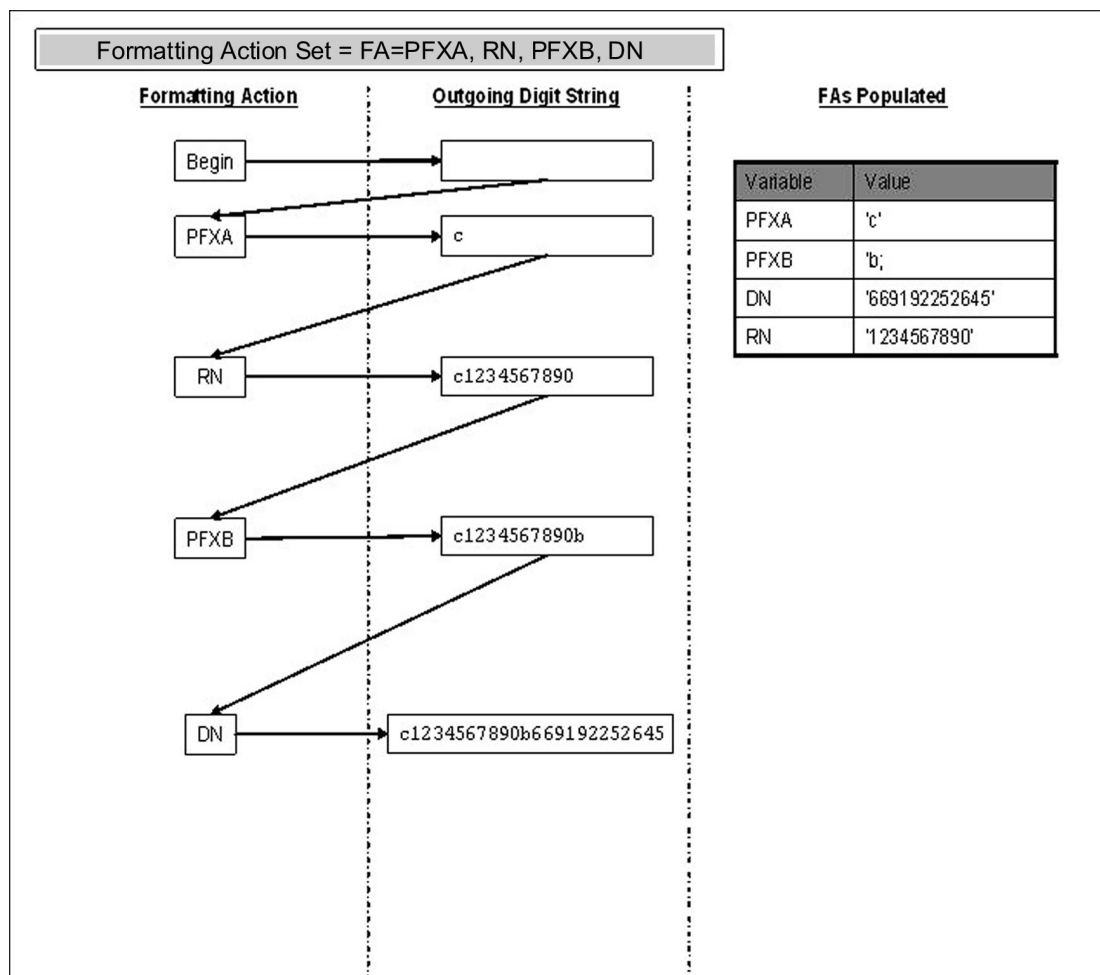 Formatting Action Set = FA=PFXA, RN, PFXB, DN
Formatting Action
Outgoing Digit String
FAs Populated
Begin
PFXA
c
RN
c1234567890
PFXB
c1234567890b
DN
c1234567890b669192252645
Variable Value
PFXA 'c'
PFXB 'b;
DN '669192252645'
RN '1234567890'